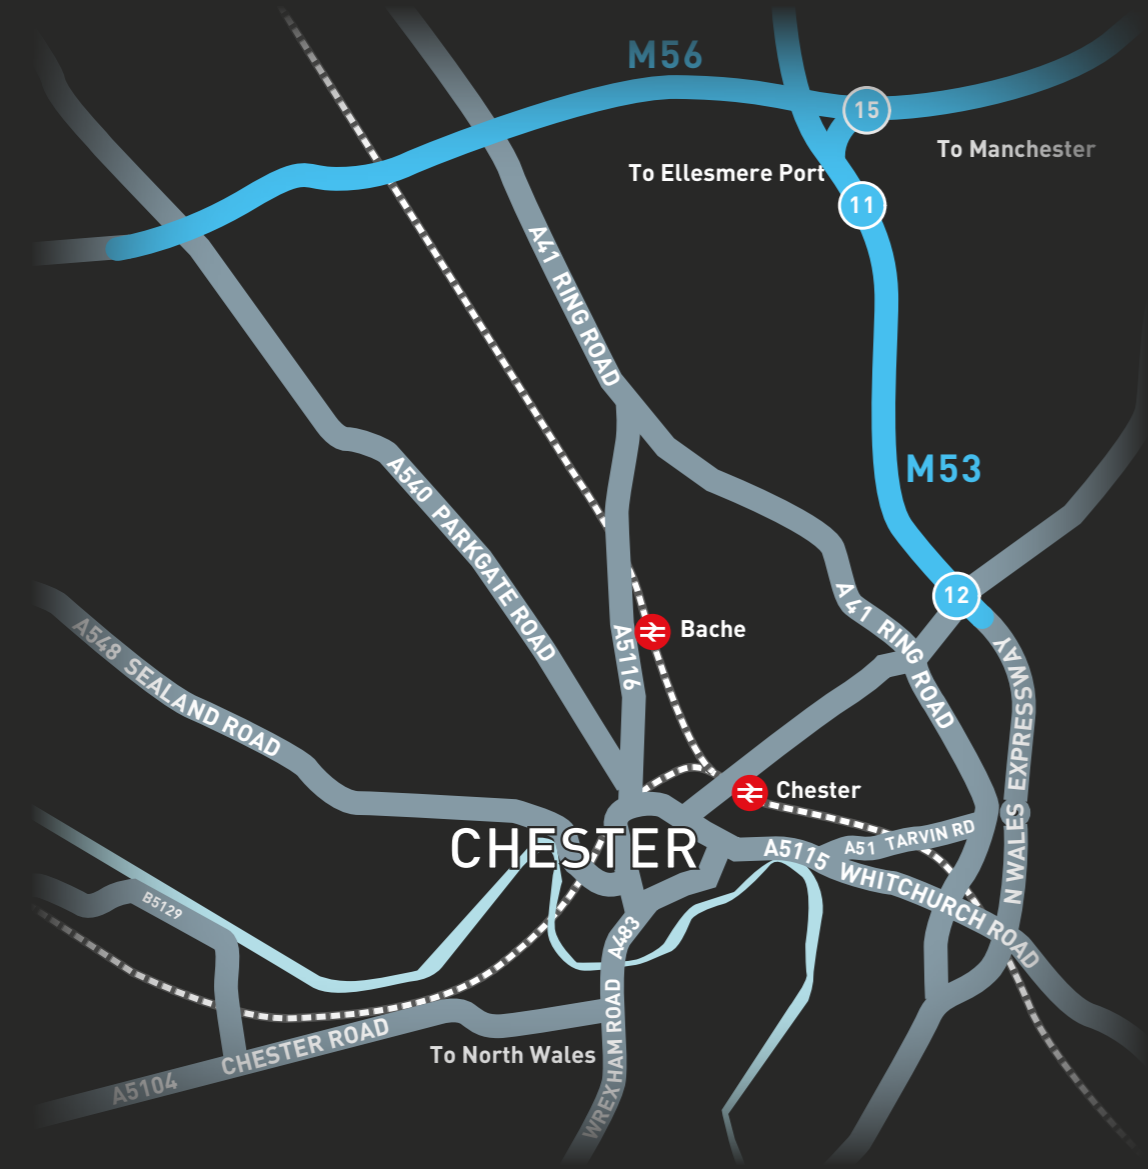 M56
15
To Manchester
To Ellesmere Port
11
A41 RING ROAD
M53
A540 PARKGATE ROAD
12
A41 RING ROAD
A5116
Bache
A548 SEALAND ROAD
N WALES EXPRESSWAY
Chester
CHESTER
A51 TARVIN RD
A5115 WHITCHURCH ROAD
B5129
A483
WREXHAM ROAD
CHESTER ROAD
To North Wales
A5104